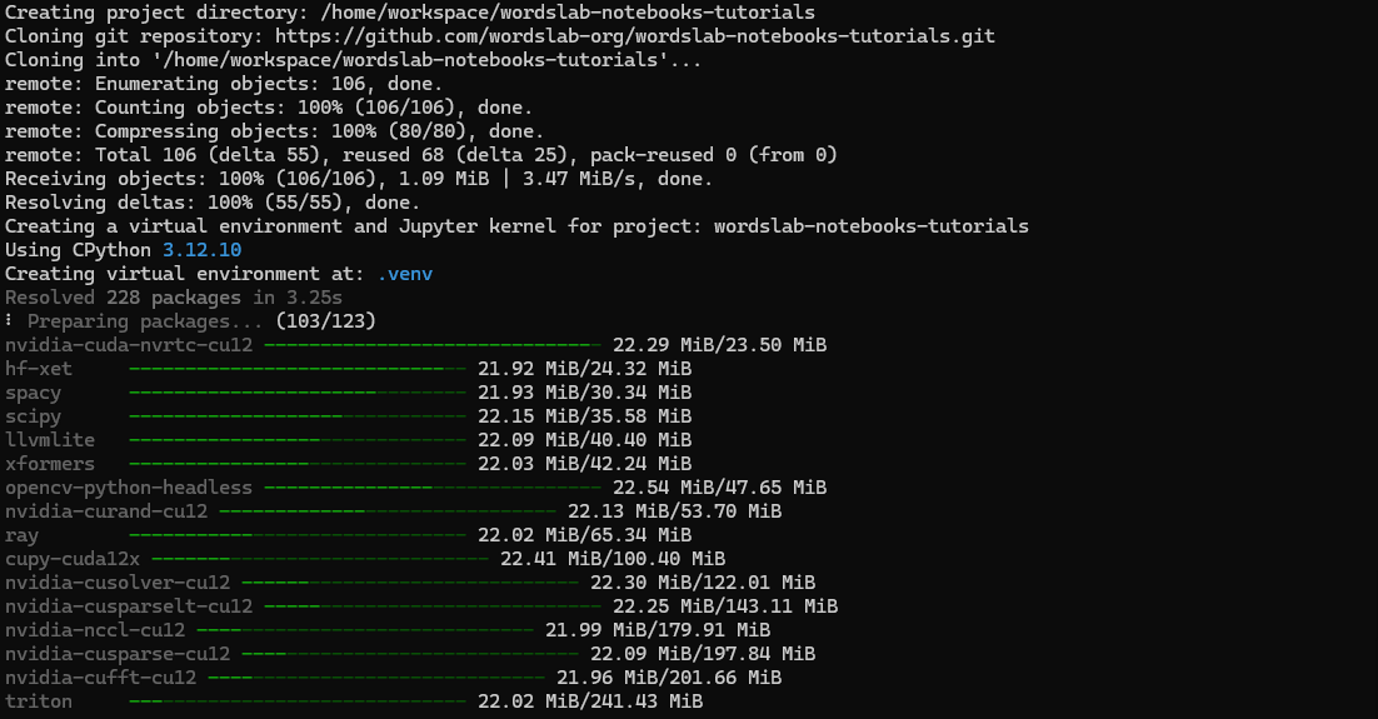 Creating project directory: /home/workspace/wordslab-notebooks-tutorials
Cloning git repository: https://github.com/wordslab-org/wordslab-notebooks-tutorials.git
Cloning into '/home/workspace/wordslab-notebooks-tutorials'...
remote: Enumerating objects: 106, done.
remote: Counting objects: 100% (106/106), done.
remote: Compressing objects: 100% (80/80), done.
remote: Total 106 (delta 55), reused 68 (delta 25), pack-reused 0 (from 0)
Receiving objects: 100% (106/106), 1.09 MiB | 3.47 MiB/s, done.
Resolving deltas: 100% (55/55), done.
Creating a virtual environment and Jupyter kernel for project: wordslab-notebooks-tutorials
Using CPython 3.12.10
Creating virtual environment at: .venv
Resolved 228 packages in 3.25s
⠇ Preparing packages... (103/123)
nvidia-cuda-nvrtc-cu12 ------------------------------ 22.29 MiB/23.50 MiB
hf-xet     ------------------------------ 21.92 MiB/24.32 MiB
spacy      ------------------------------ 21.93 MiB/30.34 MiB
scipy      ------------------------------ 22.15 MiB/35.58 MiB
llvmlite   ------------------------------ 22.09 MiB/40.40 MiB
xformers   ------------------------------ 22.03 MiB/42.24 MiB
opencv-python-headless ------------------------------ 22.54 MiB/47.65 MiB
nvidia-curand-cu12 ------------------------------ 22.13 MiB/53.70 MiB
ray        ------------------------------ 22.02 MiB/65.34 MiB
cupy-cuda12x ------------------------------ 22.41 MiB/100.40 MiB
nvidia-cusolver-cu12 ------------------------------ 22.30 MiB/122.01 MiB
nvidia-cusparselt-cu12 ------------------------------ 22.25 MiB/143.11 MiB
nvidia-nccl-cu12 ------------------------------ 21.99 MiB/179.91 MiB
nvidia-cusparse-cu12 ------------------------------ 22.09 MiB/197.84 MiB
nvidia-cufft-cu12 ------------------------------ 21.96 MiB/201.66 MiB
triton     ------------------------------ 22.02 MiB/241.43 MiB